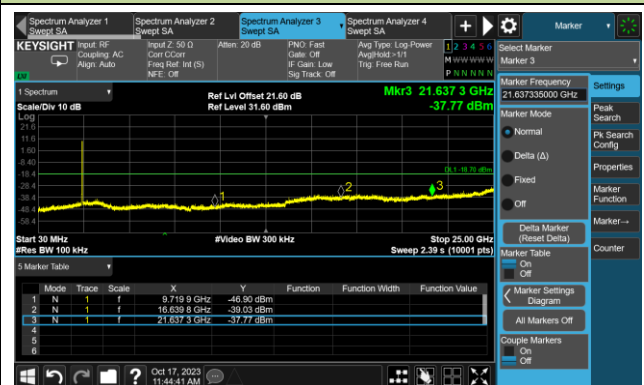 Spectrum Analyzer 1
Swept SA
Spectrum Analyzer 2
Swept SA
Spectrum Analyzer 3
Swept SA
Spectrum Analyzer 4
Swept SA
+
Marker
KEYSIGHT
Input: RF
Coupling: AC
Align: Auto
Input Z: 50 Ω
Corr CCorr
Freq Ref: Int (S)
NFE: Off
Atten: 20 dB
PNO: Fast
Gate: Off
IF Gain: Low
Sig Track: Off
Avg Type: Log-Power
Avg|Hold:>1/1
Trig: Free Run
1 2 3 4 5 6
M W W W W W
P N N N N N
Select Marker
Marker 3
1 Spectrum
Scale/Div 10 dB
Log
Ref Lvl Offset 21.60 dB
Ref Level 31.60 dBm
Mkr3 21.637 3 GHz
-37.77 dBm
21.6
11.6
1.60
-8.40
-18.4
-28.4
-38.4
-48.4
-58.4
DL1 -18.70 dBm
1
2
3
Start 30 MHz
#Res BW 100 kHz
#Video BW 300 kHz
Stop 25.00 GHz
Sweep 2.39 s (10001 pts)
5 Marker Table
Mode Trace Scale X Y Function Function Width Function Value
1 N 1 f 9.719 9 GHz -46.90 dBm
2 N 1 f 16.639 8 GHz -39.03 dBm
3 N 1 f 21.637 3 GHz -37.77 dBm
4
5
6
Marker Frequency
21.637335000 GHz
Marker Mode
Normal
Delta (Δ)
Fixed
Off
Delta Marker
(Reset Delta)
Marker Table
On
Off
Marker Settings
Diagram
All Markers Off
Couple Markers
On
Off
Settings
Peak
Search
Pk Search
Config
Properties
Marker
Function
Marker→
Counter
?
Oct 17, 2023
11:44:41 AM